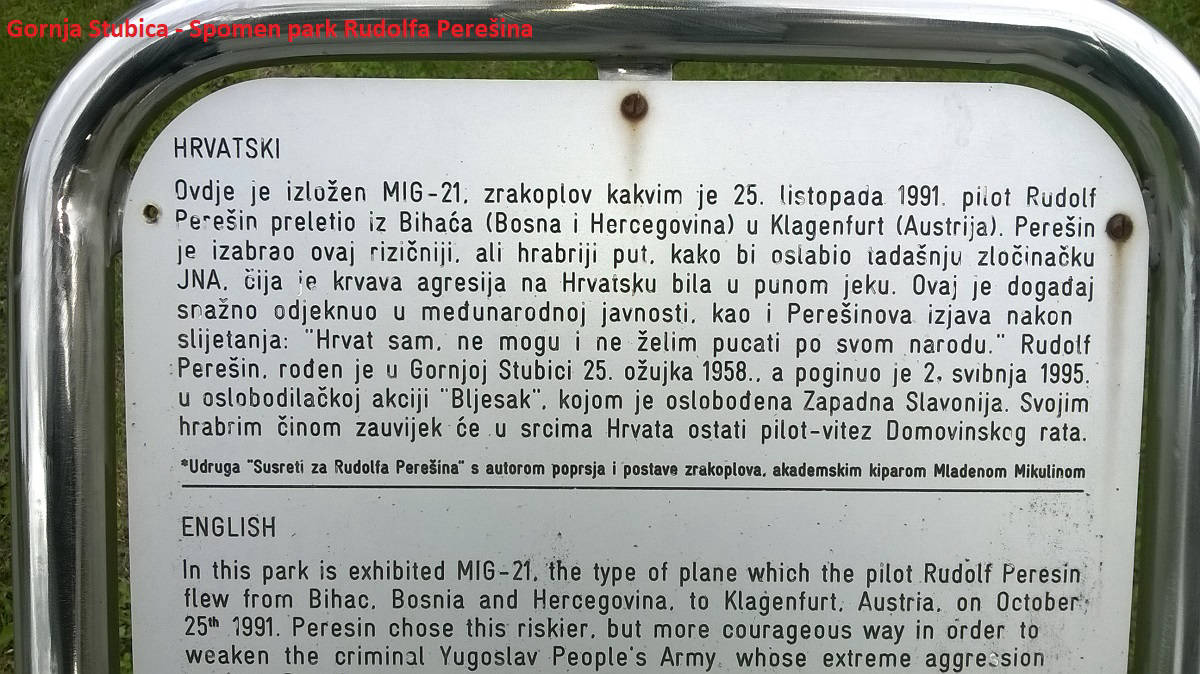 Gornja Stubica - Spomen park Rudolfa Perešina
HRVATSKI
Ovdje je izložen MIG-21, zrakoplov kakvim je 25. listopada 1991. pilot Rudolf
Perešin preletio iz Bihaća (Bosna i Hercegovina) u Klagenfurt (Austrija). Perešin
je izabrao ovaj rizičniji, ali hrabriji put, kako bi oslabio tadašnju zločinačku
JNA, čija je krvava agresija na Hrvatsku bila u punom jeku. Ovaj je događaj
snažno odjeknuo u međunarodnoj javnosti, kao i Perešinova izjava nakon
slijetanja: "Hrvat sam, ne mogu i ne želim pucati po svom narodu." Rudolf
Perešin, rođen je u Gornjoj Stubici 25. ožujka 1958., a poginuo je 2. svibnja 1995.
u oslobodilačkoj akciji "Bljesak", kojom je oslobođena Zapadna Slavonija. Svojim
hrabrim činom zauvijek će u srcima Hrvata ostati pilot-vitez Domovinskog rata.
*Udruga "Susreti za Rudolfa Perešina" s autorom poprsja i postave zrakoplova, akademskim kiparom Mladenom Mikulinom
ENGLISH
In this park is exhibited MIG-21, the type of plane which the pilot Rudolf Peresin
flew from Bihac, Bosnia and Hercegovina, to Klagenfurt, Austria, on October,
25th 1991. Peresin chose this riskier, but more courageous way in order to
weaken the criminal Yugoslav People's Army, whose extreme aggression